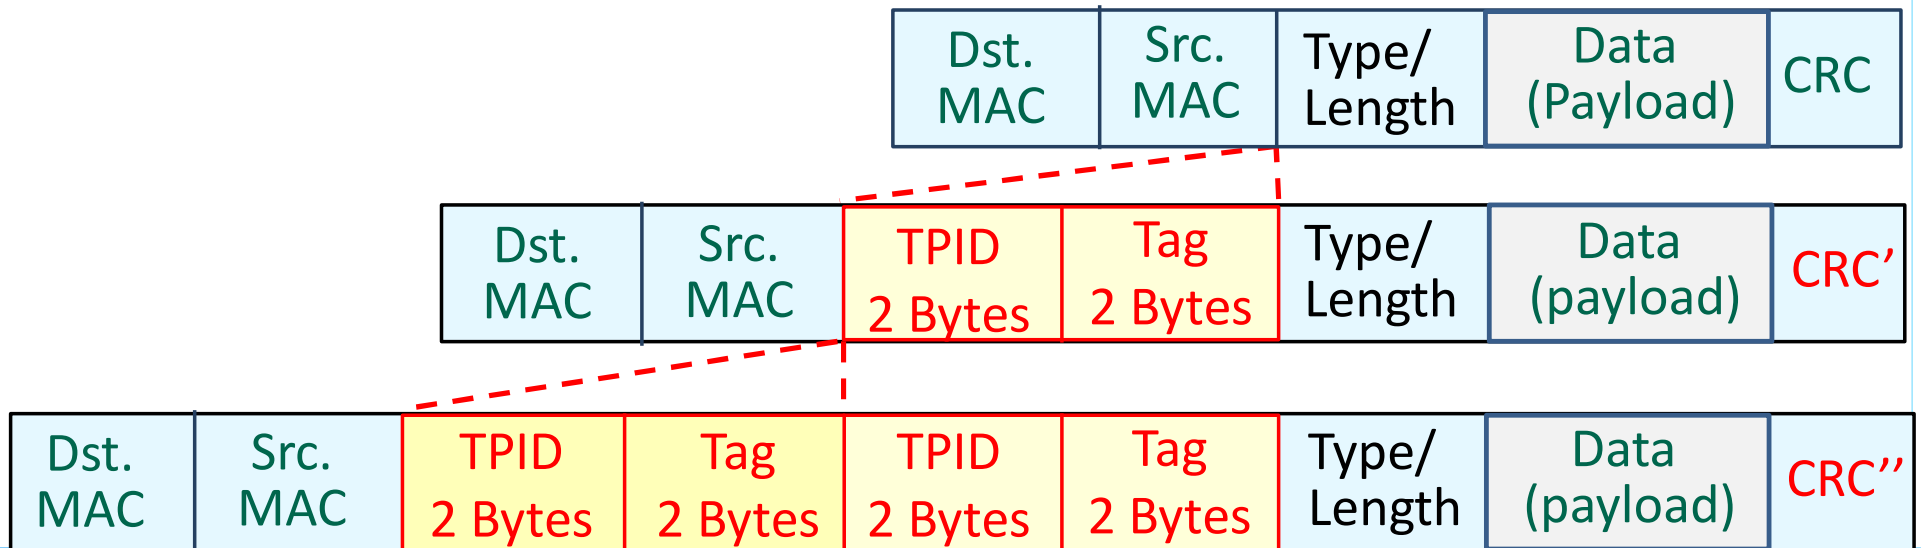 Dst.
MAC
Src.
MAC
Type/
Length
Data
(Payload)
CRC
Dst.
MAC
Src.
MAC
TPID
2 Bytes
Tag
2 Bytes
Type/
Length
Data
(payload)
CRC’
Dst.
MAC
Src.
MAC
TPID
2 Bytes
Tag
2 Bytes
TPID
2 Bytes
Tag
2 Bytes
Type/
Length
Data
(payload)
CRC’’